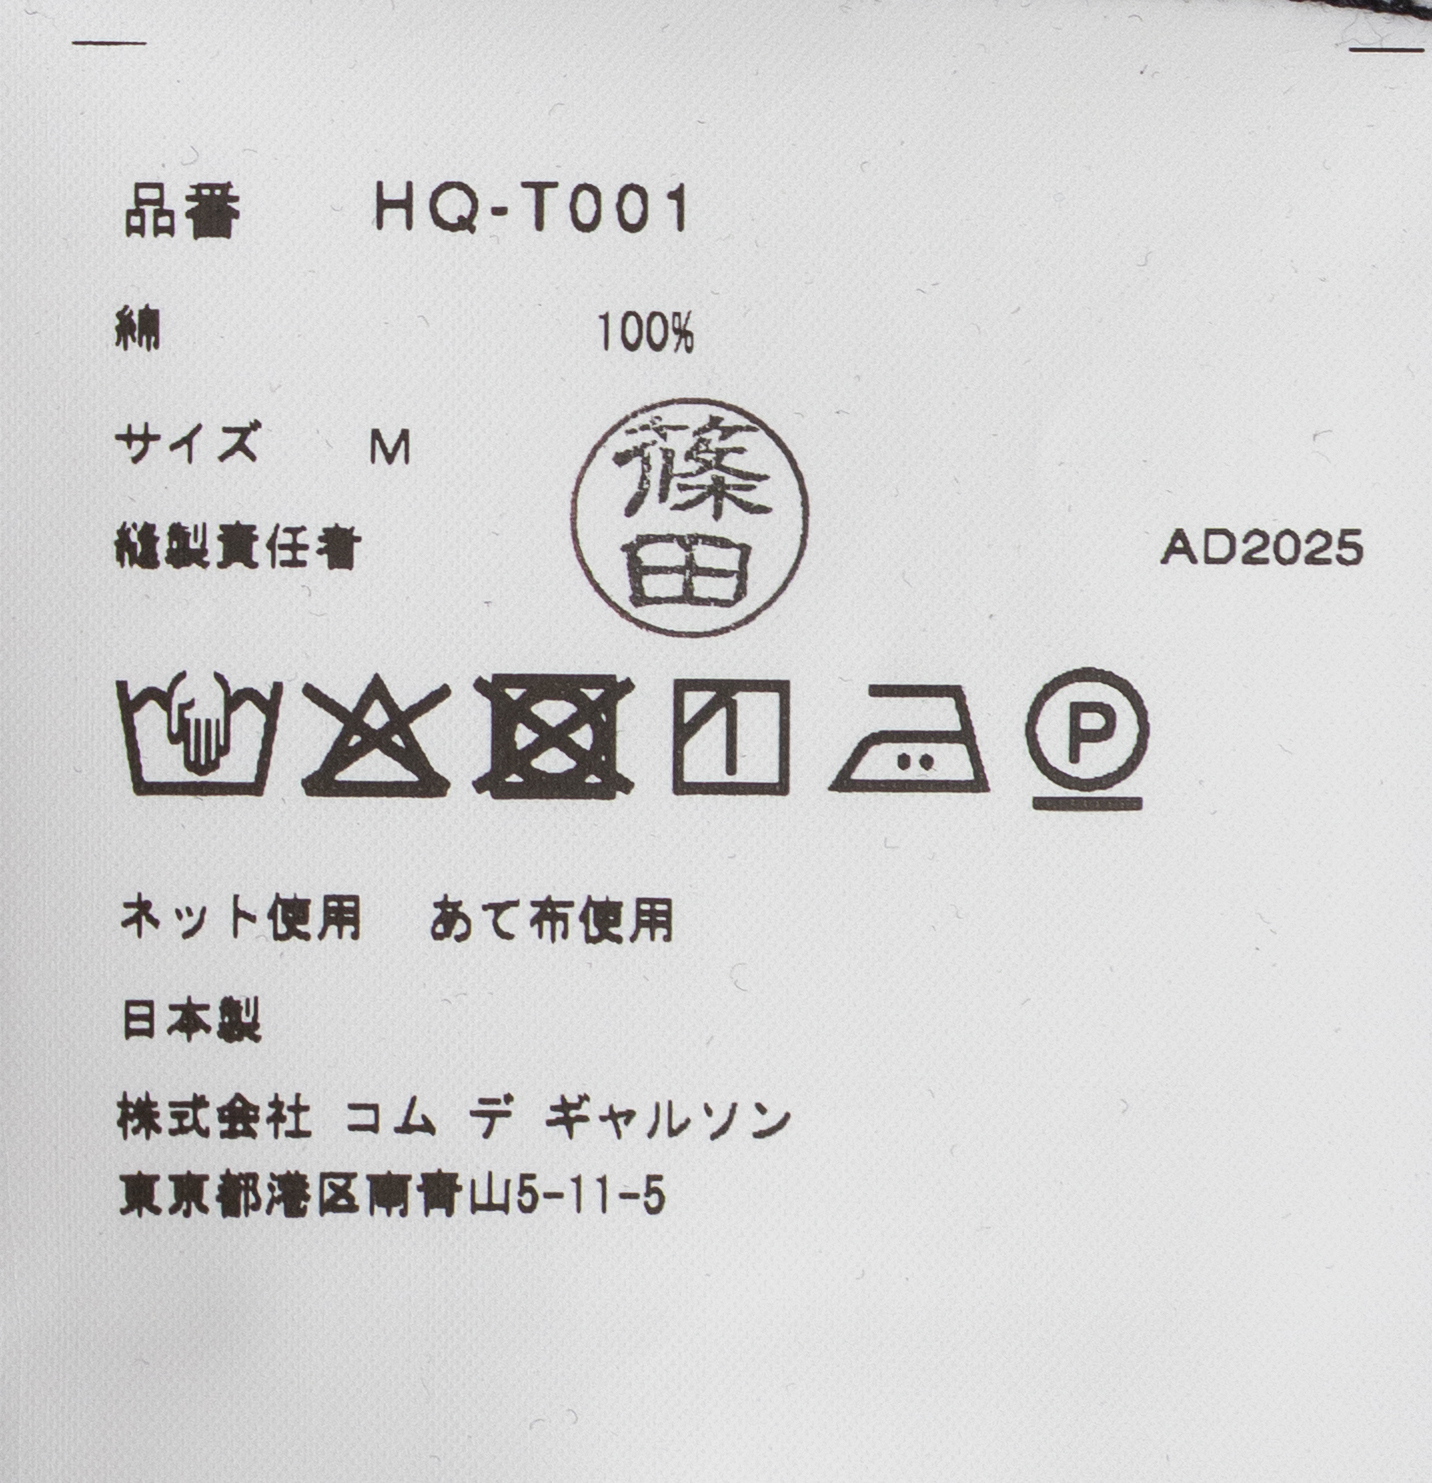 品番 HQ-T001
綿 100%
サイズ M
篠田
縫製責任者 AD2025
P
ネット使用 あて布使用
日本製
株式会社 コム デ ギャルソン
東京都港区南青山5-11-5